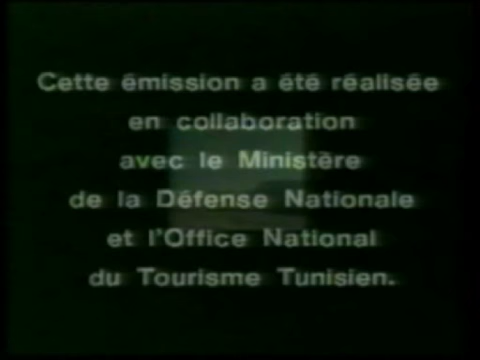 Cette émission a été réalisée
en collaboration
avec le Ministère
de la Défense Nationale
et l'Office National
du Tourisme Tunisien.